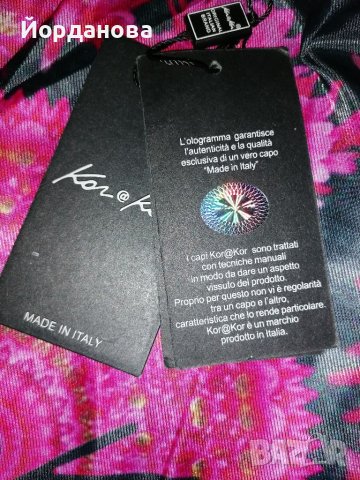 Йорданова
L'ologramma garantisce
l'autenticità e la qualità
esclusiva di un vero capo
"Made in Italy"
I capi Kor@Kor sono trattati
con tecniche manuali
in modo da dare un aspetto
vissuto del prodotto.
Proprio per questo non vi è regolarità
tra un capo e l'altro,
caratteristica che lo rende particolare.
Kor@Kor è un marchio
prodotto in Italia.
Kor@K
MADE IN ITALY
BAZAR